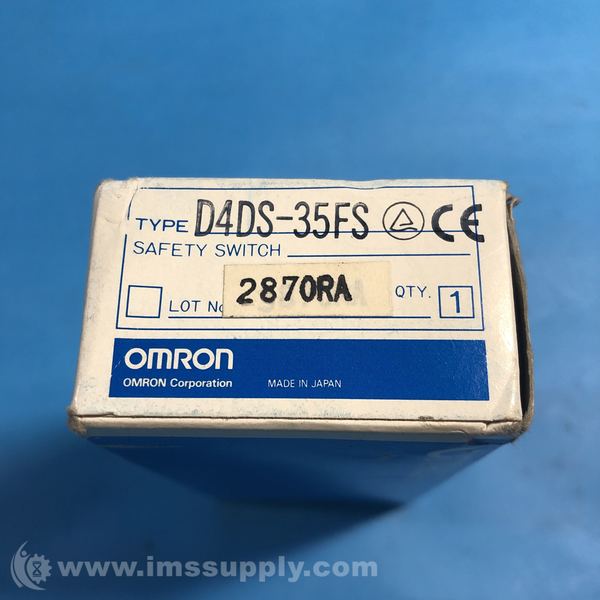 TYPE D4DS-35FS CE
SAFETY SWITCH
LOT No 2870RA QTY. 1
OMRON
OMRON Corporation MADE IN JAPAN
www.imssupply.com